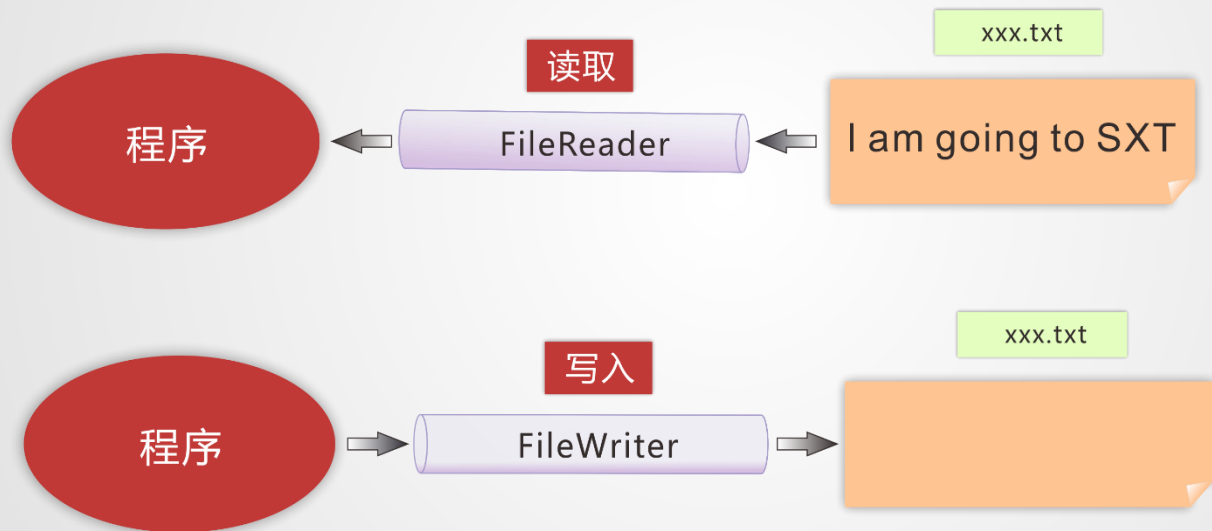 xxx.txt
读取
程序
FileReader
I am going to SXT
xxx.txt
写入
程序
FileWriter